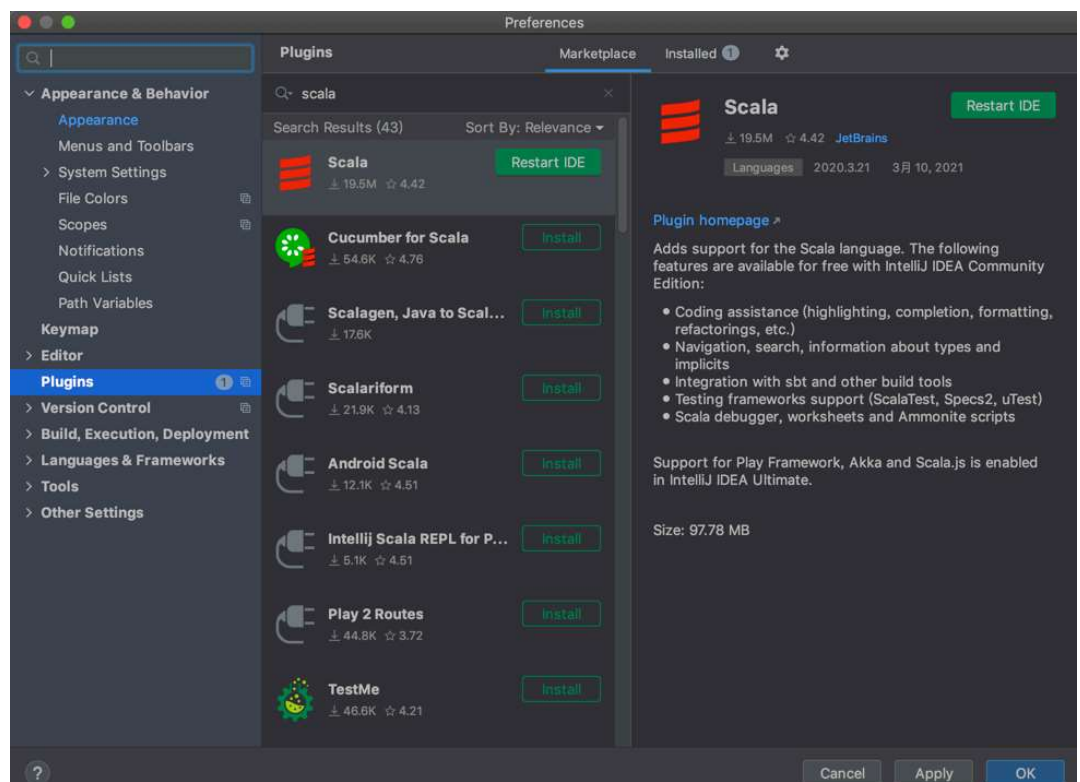 Preferences
Appearance & Behavior
Appearance
Menus and Toolbars
System Settings
File Colors
Scopes
Notifications
Quick Lists
Path Variables
Keymap
Editor
Plugins 1
Version Control
Build, Execution, Deployment
Languages & Frameworks
Tools
Other Settings
Plugins
Marketplace
Installed 1
scala
Search Results (43) Sort By: Relevance
Scala
Restart IDE
19.5M 4.42
Cucumber for Scala
Install
54.6K 4.76
Scalagen, Java to Scal...
Install
17.6K
Scalariform
Install
21.9K 4.13
Android Scala
Install
12.1K 4.51
Intellij Scala REPL for P...
Install
5.1K 4.51
Play 2 Routes
Install
44.8K 3.72
TestMe
Install
46.6K 4.21
Scala
Restart IDE
19.5M 4.42 JetBrains
Languages 2020.3.21 3月 10, 2021
Plugin homepage
Adds support for the Scala language. The following
features are available for free with IntelliJ IDEA Community
Edition:
• Coding assistance (highlighting, completion, formatting,
refactorings, etc.)
• Navigation, search, information about types and
implicits
• Integration with sbt and other build tools
• Testing frameworks support (ScalaTest, Specs2, uTest)
• Scala debugger, worksheets and Ammonite scripts
Support for Play Framework, Akka and Scala.js is enabled
in IntelliJ IDEA Ultimate.
Size: 97.78 MB
?
Cancel
Apply
OK